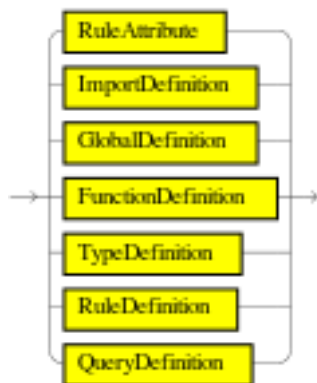 RuleAttribute
ImportDefinition
GlobalDefinition
FunctionDefinition
TypeDefinition
RuleDefinition
QueryDefinition